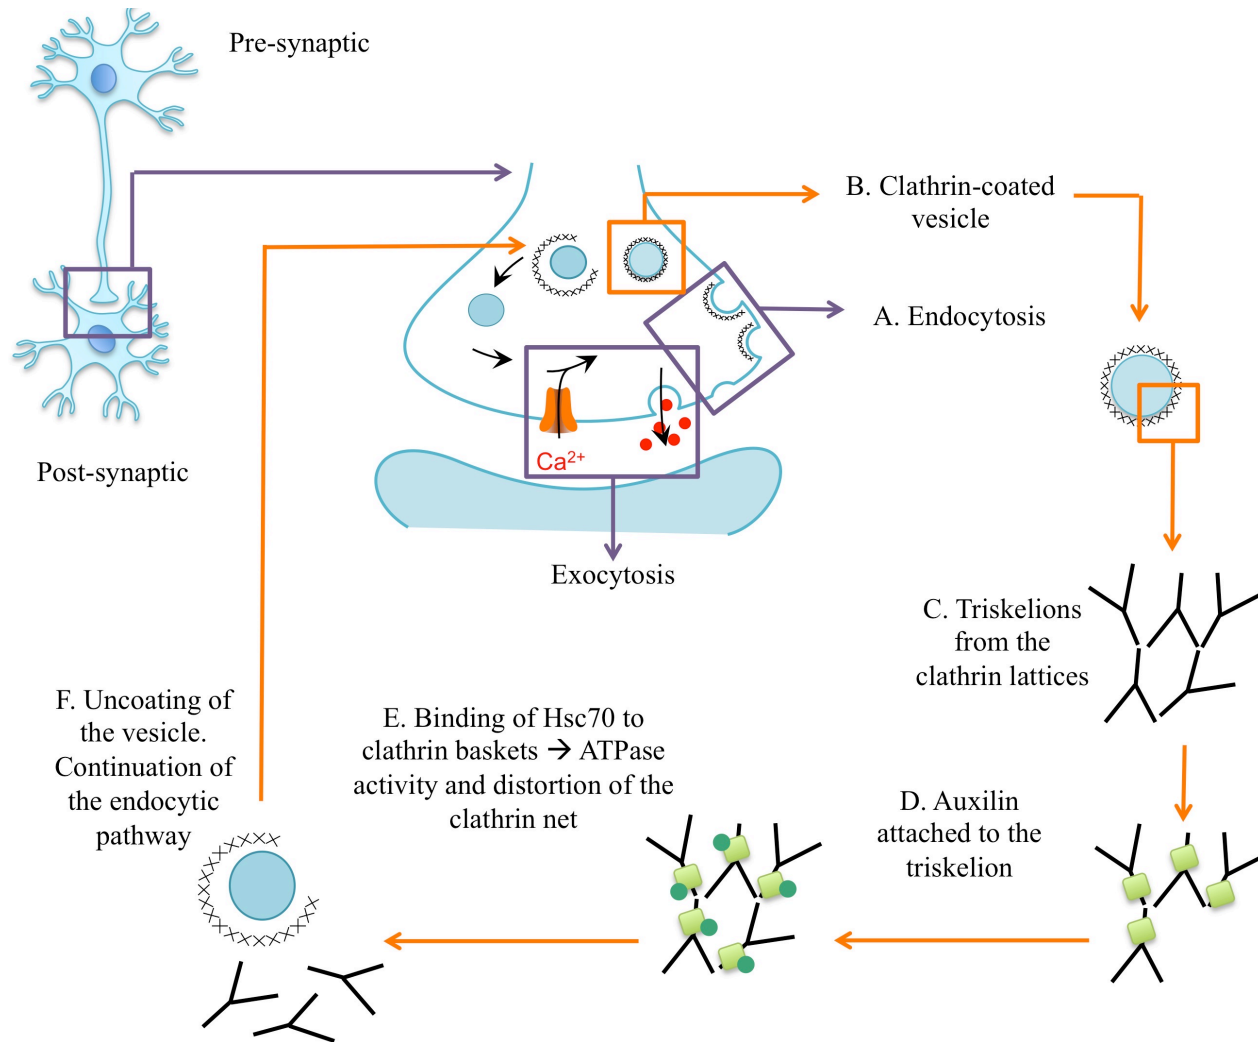 Pre-synaptic
B. Clathrin-coated
vesicle
A. Endocytosis
Post-synaptic
Ca²⁺
Exocytosis
C. Triskelions
from the
clathrin lattices
D. Auxilin
attached to the
triskelion
E. Binding of Hsc70 to
clathrin baskets → ATPase
activity and distortion of the
clathrin net
F. Uncoating of
the vesicle.
Continuation of
the endocytic
pathway